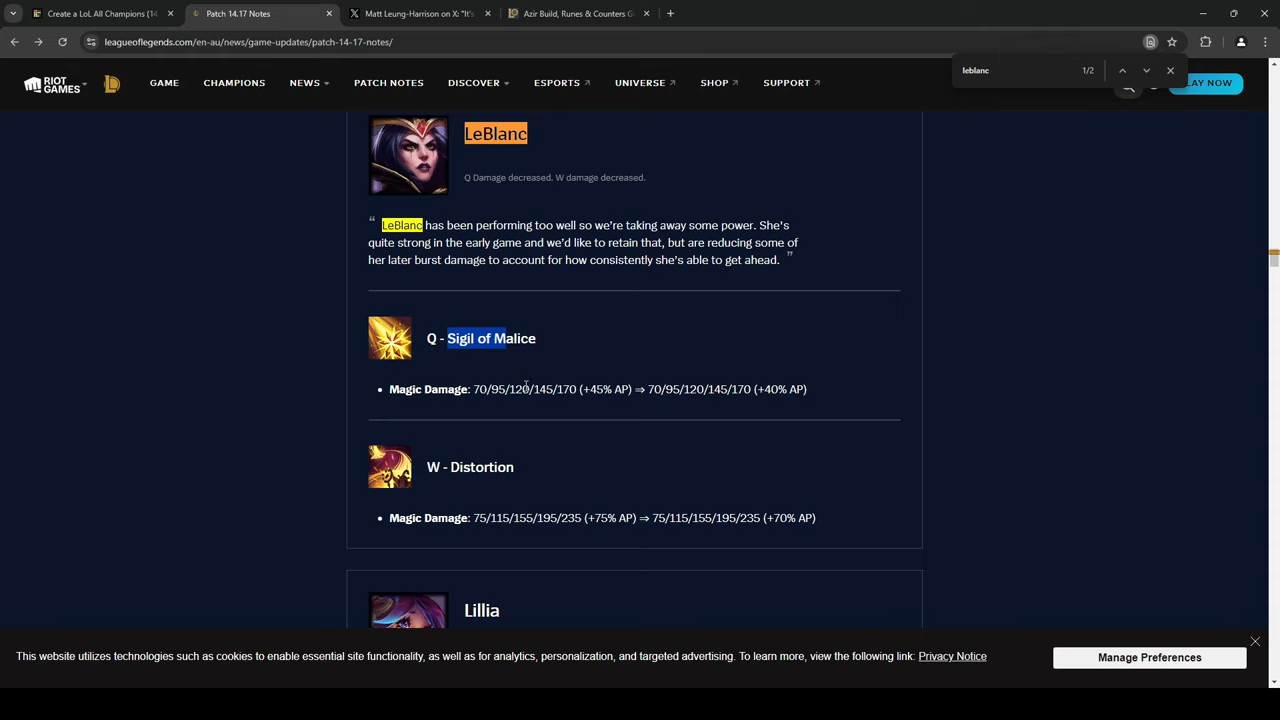 Create a LoL All Champions (14
Patch 14.17 Notes
Matt Leung-Harrison on X: "It's
Azir Build, Runes & Counters G
leagueoflegends.com/en-au/news/game-updates/patch-14-17-notes/
leblanc 1/2
RIOT GAMES
GAME
CHAMPIONS
NEWS
PATCH NOTES
DISCOVER
ESPORTS
UNIVERSE
SHOP
SUPPORT
LAY NOW
LeBlanc
Q Damage decreased. W damage decreased.
“ LeBlanc has been performing too well so we're taking away some power. She's
quite strong in the early game and we'd like to retain that, but are reducing some of
her later burst damage to account for how consistently she's able to get ahead. ”
Q - Sigil of Malice
• Magic Damage: 70/95/120/145/170 (+45% AP) ⇒ 70/95/120/145/170 (+40% AP)
W - Distortion
• Magic Damage: 75/115/155/195/235 (+75% AP) ⇒ 75/115/155/195/235 (+70% AP)
Lillia
This website utilizes technologies such as cookies to enable essential site functionality, as well as for analytics, personalization, and targeted advertising. To learn more, view the following link: Privacy Notice
Manage Preferences